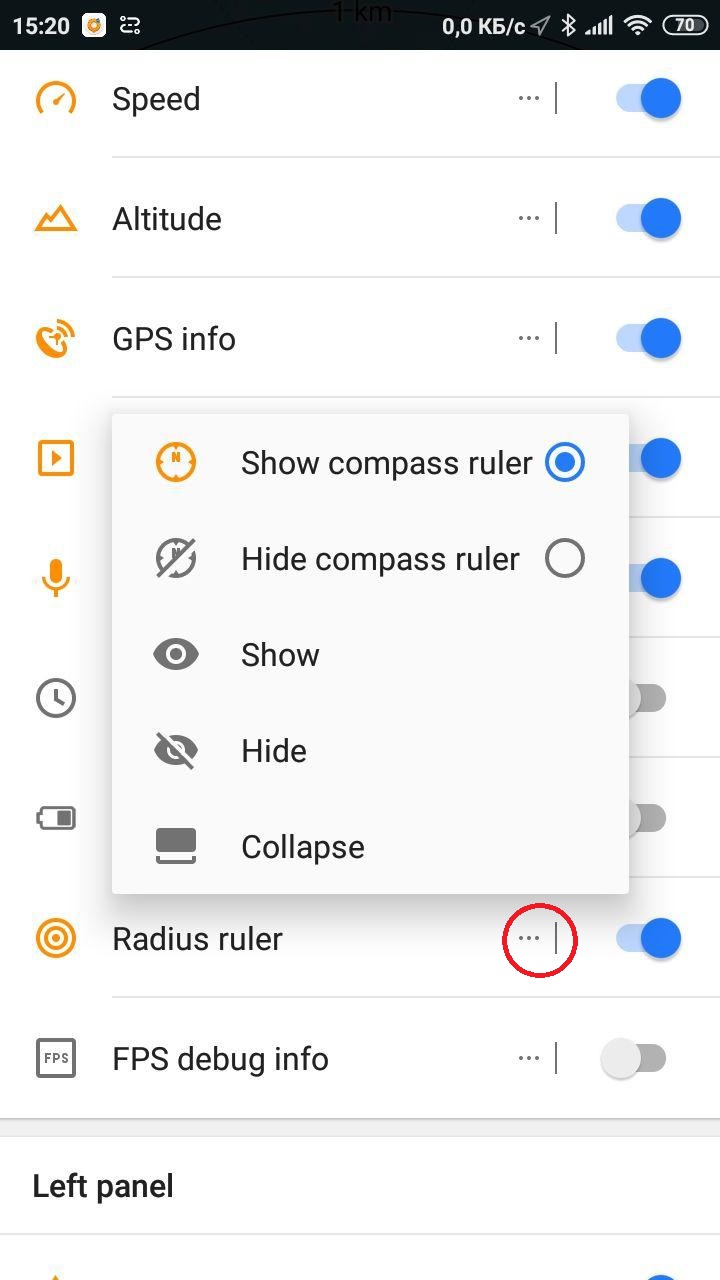 1 km
15:20
0,0 КБ/с
70
Speed
Altitude
GPS info
N
Show compass ruler
N
Hide compass ruler
Show
Hide
Collapse
Radius ruler
FPS
FPS debug info
Left panel